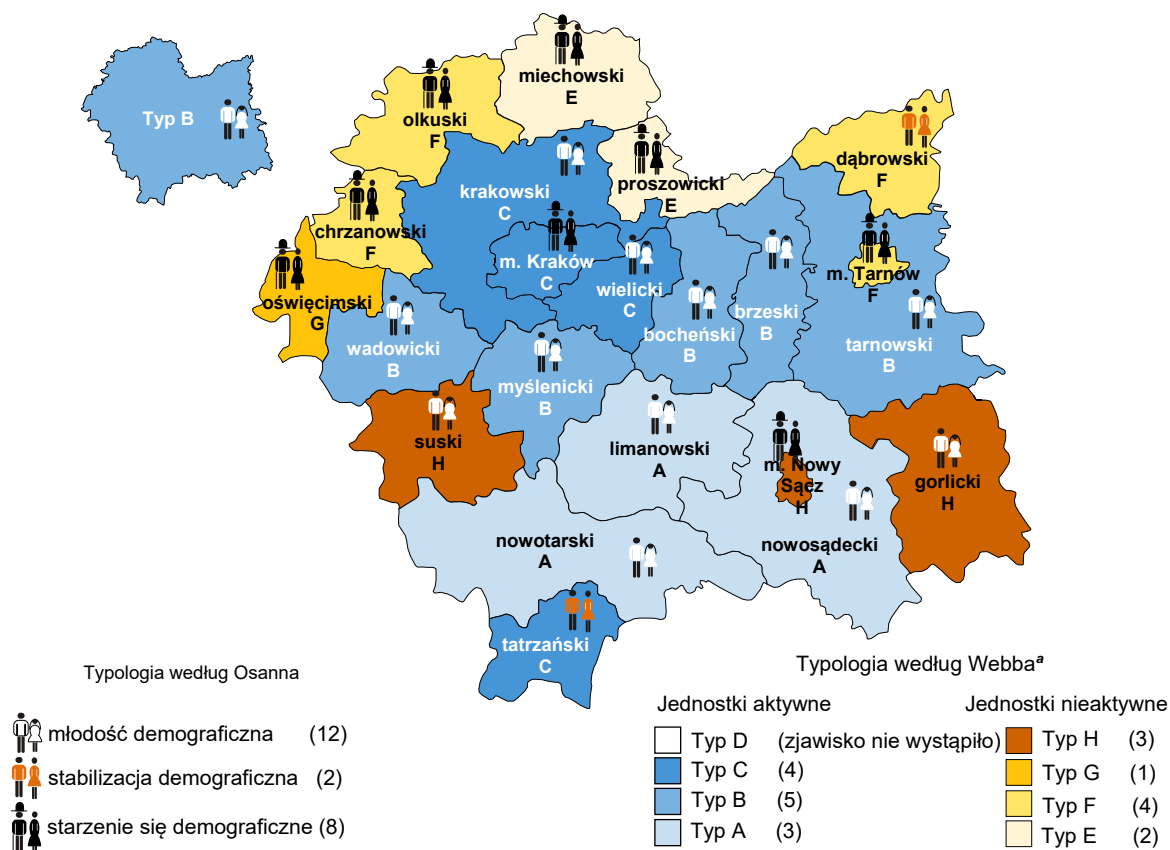 Typ B
miechowski
E
olkuski
F
dąbrowski
F
proszowicki
E
krakowski
C
chrzanowski
F
m. Kraków
C
m. Tarnów
F
oświęcimski
G
wielicki
C
brzeski
B
bocheński
B
tarnowski
B
wadowicki
B
myślenicki
B
suski
H
limanowski
A
m. Nowy
Sącz
H
gorlicki
H
nowotarski
A
nowosądecki
A
tatrzański
C
Typologia według Osanna
młodość demograficzna (12)
stabilizacja demograficzna (2)
starzenie się demograficzne (8)
Typologia według Webba a
Jednostki aktywne
Typ D (zjawisko nie wystąpiło)
Typ C (4)
Typ B (5)
Typ A (3)
Jednostki nieaktywne
Typ H (3)
Typ G (1)
Typ F (4)
Typ E (2)